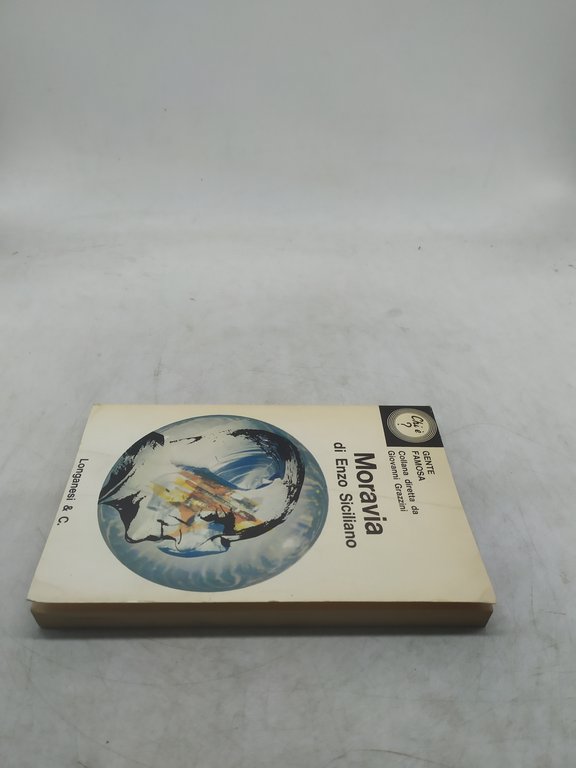 Chi è
?
GENTE
FAMOSA
Collana diretta da
Giovanni Grazzini
Moravia
di Enzo Siciliano
Longanesi & C.